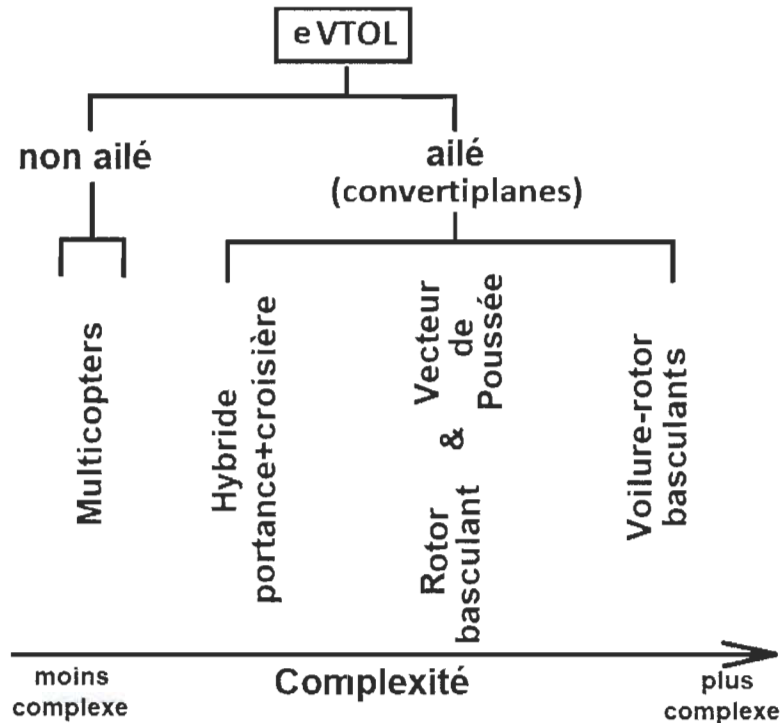 eVTOL
non ailé
ailé
(convertiplanes)
Multicopters
Hybride
portance+croisière
Rotor
basculant
&
Vecteur
de
Poussée
Voilure-rotor
basculants
moins
complexe
Complexité
plus
complexe